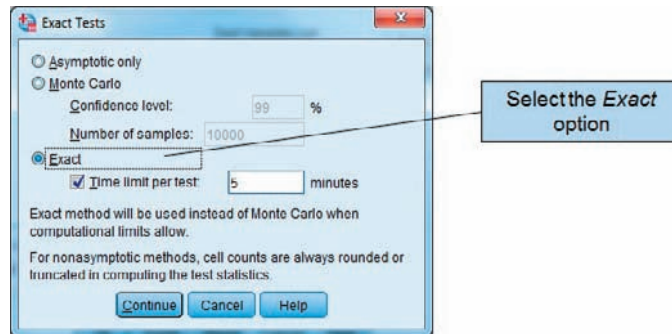 Exact Tests
Asymptotic only
Monte Carlo
Confidence level: 99 %
Number of samples: 10000
Exact
Time limit per test: 5 minutes
Exact method will be used instead of Monte Carlo when
computational limits allow.
For nonasymptotic methods, cell counts are always rounded or
truncated in computing the test statistics.
Continue Cancel Help
Select the Exact
option